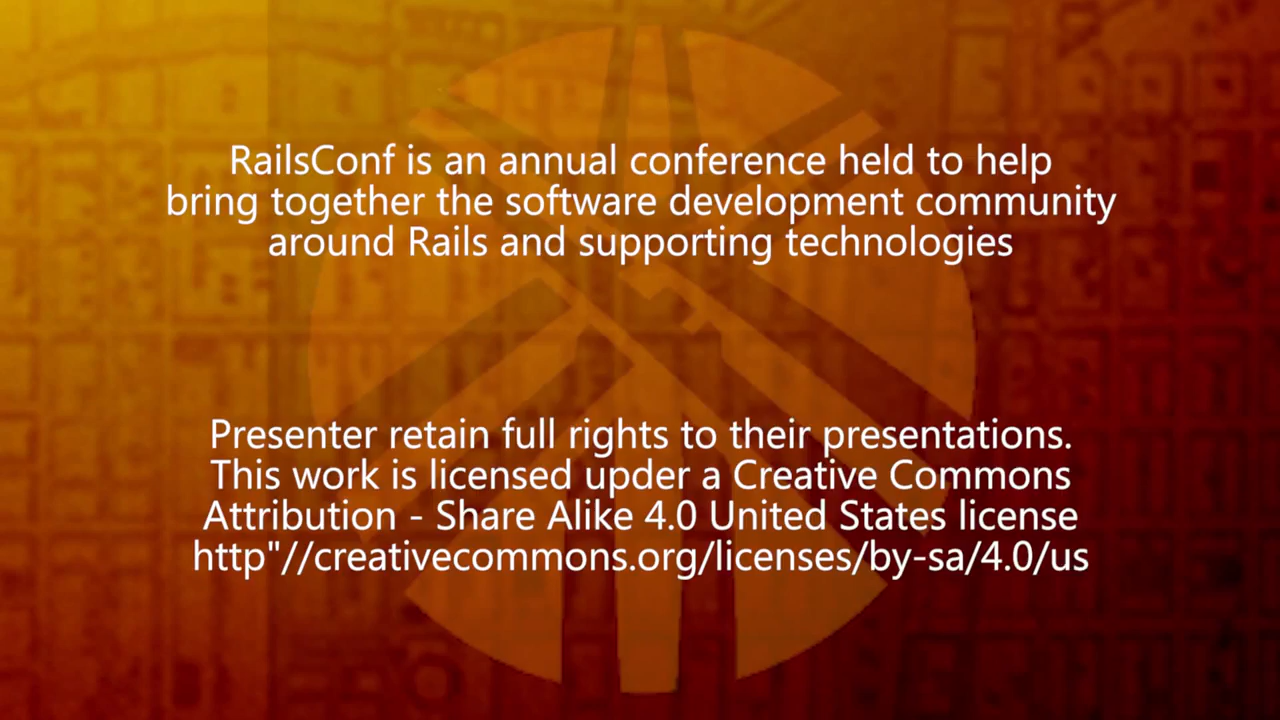 RailsConf is an annual conference held to help
bring together the software development community
around Rails and supporting technologies
Presenter retain full rights to their presentations.
This work is licensed upder a Creative Commons
Attribution - Share Alike 4.0 United States license
http"//creativecommons.org/licenses/by-sa/4.0/us